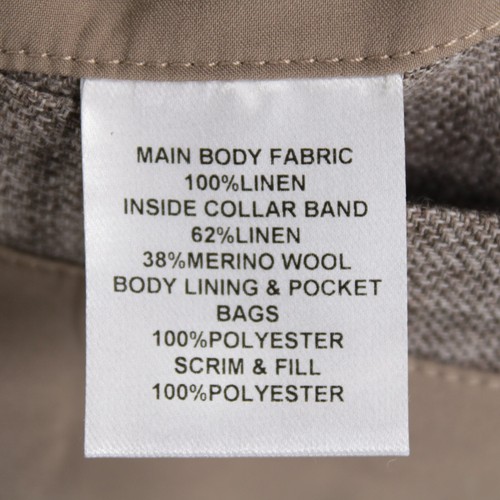 MAIN BODY FABRIC
100%LINEN
INSIDE COLLAR BAND
62%LINEN
38%MERINO WOOL
BODY LINING & POCKET
BAGS
100%POLYESTER
SCRIM & FILL
100%POLYESTER